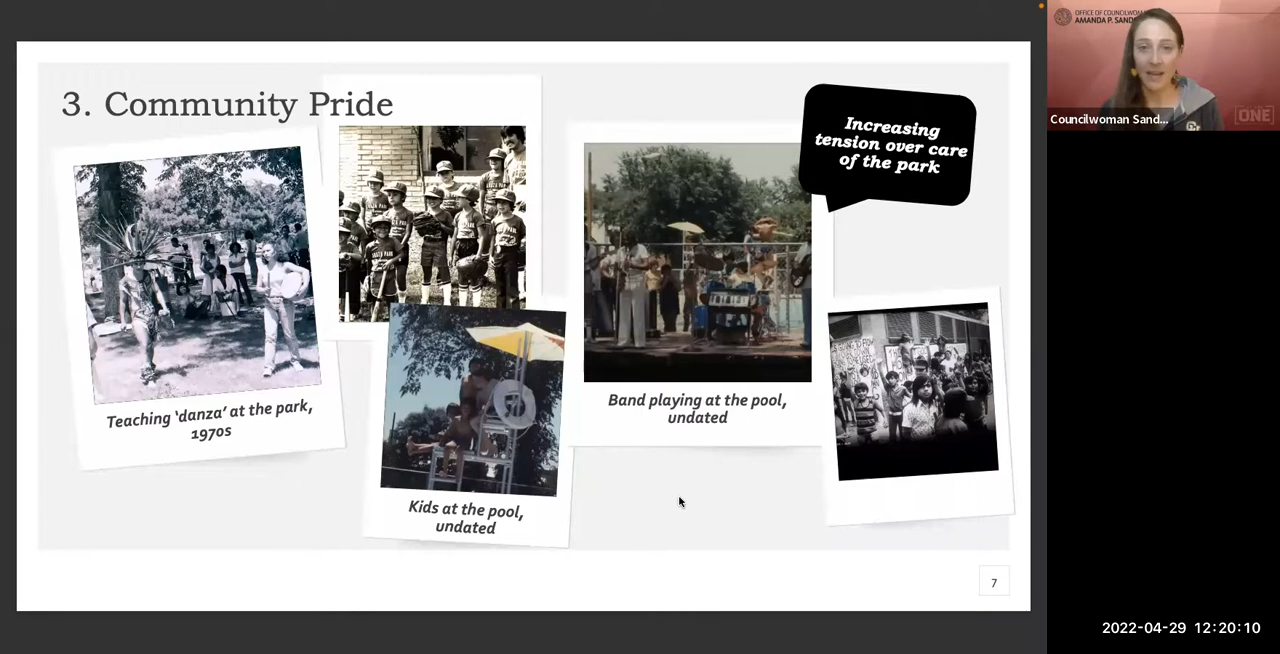 3. Community Pride
Increasing
tension over care
of the park
Teaching ‘danza’ at the park,
1970s
Kids at the pool,
undated
Band playing at the pool,
undated
7
OFFICE OF COUNCILWOM
AMANDA P. SAND
ONE
Councilwoman Sand...
2022-04-29 12:20:10